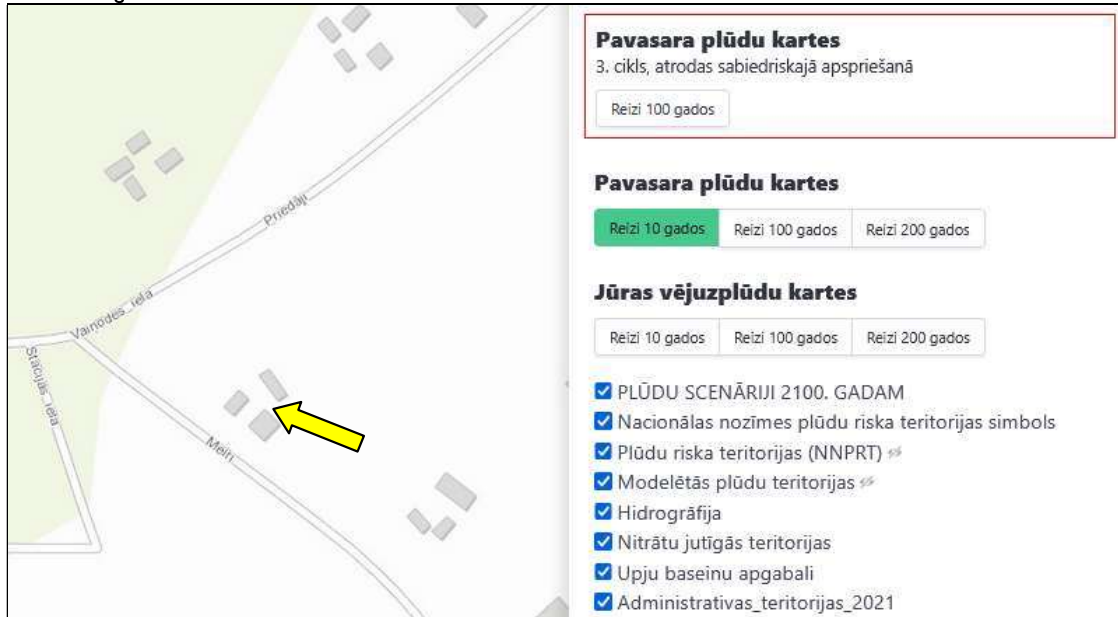 Pavasara plūdu kartes
3. cikls, atrodas sabiedriskajā apspriešanā
Reizi 100 gados
Pavasara plūdu kartes
Reizi 10 gados Reizi 100 gados Reizi 200 gados
Jūras vējuzplūdu kartes
Reizi 10 gados Reizi 100 gados Reizi 200 gados
PLŪDU SCENĀRIJI 2100. GADAM
Nacionālas nozīmes plūdu riska teritorijas simbols
Plūdu riska teritorijas (NNPRT)
Modelētās plūdu teritorijas
Hidrogrāfija
Nitrātu jutīgās teritorijas
Upju baseinu apgabali
Administrativas_teritorijas_2021
Priedāji
Vaiņodes_iela
Stacijas_iela